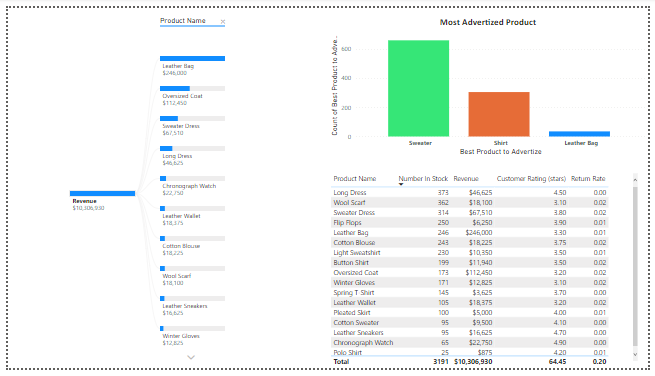 Product Name
Leather Bag
$246,000
Oversized Coat
$112,450
Sweater Dress
$67,510
Long Dress
$46,625
Chronograph Watch
$22,750
Leather Wallet
$18,375
Cotton Blouse
$18,225
Wool Scarf
$18,100
Leather Sneakers
$16,625
Winter Gloves
$12,825
Revenue
$10,306,930
Most Advertized Product
Count of Best Product to Adve...
600
400
200
0
Sweater Shirt Leather Bag
Best Product to Advertize
Product Name Number In Stock Revenue Customer Rating (stars) Return Rate
Long Dress 373 $46,625 4.50 0.00
Wool Scarf 362 $18,100 3.10 0.02
Sweater Dress 314 $67,510 3.80 0.02
Flip Flops 250 $6,250 3.90 0.01
Leather Bag 246 $246,000 3.30 0.01
Cotton Blouse 243 $18,225 3.75 0.02
Light Sweatshirt 230 $10,350 3.50 0.01
Button Shirt 199 $11,940 3.50 0.02
Oversized Coat 173 $112,450 3.20 0.02
Winter Gloves 171 $12,825 3.10 0.02
Spring T-Shirt 145 $3,625 3.70 0.00
Leather Wallet 105 $18,375 3.20 0.02
Pleated Skirt 100 $5,000 4.00 0.01
Cotton Sweater 95 $9,500 4.10 0.00
Leather Sneakers 95 $16,625 4.70 0.00
Chronograph Watch 65 $22,750 4.90 0.00
Polo Shirt 25 $875 4.20 0.01
Total 3191 $10,306,930 64.45 0.20